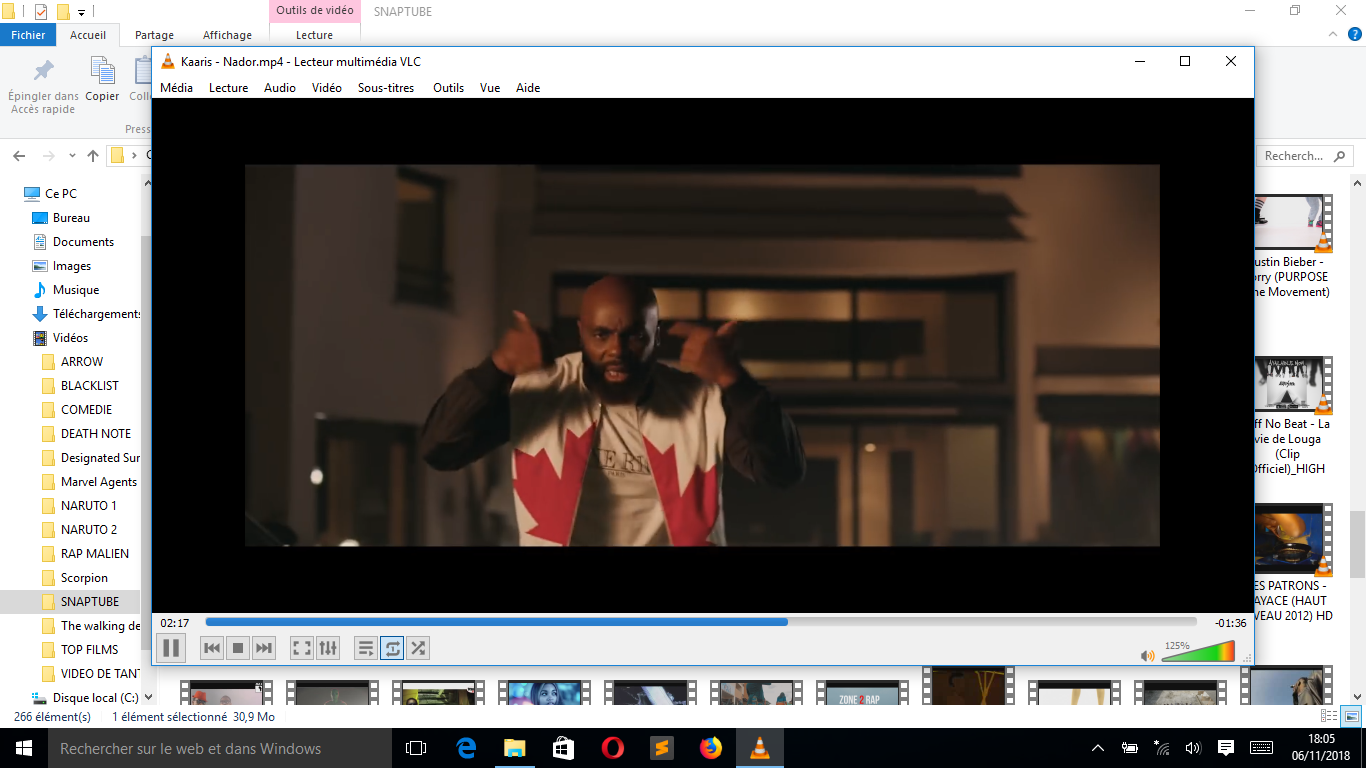 Outils de vidéo
SNAPTUBE
Fichier
Accueil
Partage
Affichage
Lecture
Épingler dans
Accès rapide
Copier
Coll
Press
Kaaris - Nador.mp4 - Lecteur multimédia VLC
Média
Lecture
Audio
Vidéo
Sous-titres
Outils
Vue
Aide
Recherch...
Ce PC
Bureau
Documents
Images
Musique
Téléchargements
Vidéos
ARROW
BLACKLIST
COMEDIE
DEATH NOTE
Designated Sur
Marvel Agents
NARUTO 1
NARUTO 2
RAP MALIEN
Scorpion
SNAPTUBE
The walking de
TOP FILMS
VIDEO DE TANT
Disque local (C:)
ustin Bieber -
rry (PURPOSE
he Movement)
ff No Beat - La
vie de Louga
(Clip
Officiel)_HIGH
ES PATRONS -
AYACE (HAUT
VEAU 2012) HD
02:17
-01:36
125%
ZONE 2 RAP
266 élément(s)
1 élément sélectionné 30,9 Mo
Rechercher sur le web et dans Windows
18:05
06/11/2018